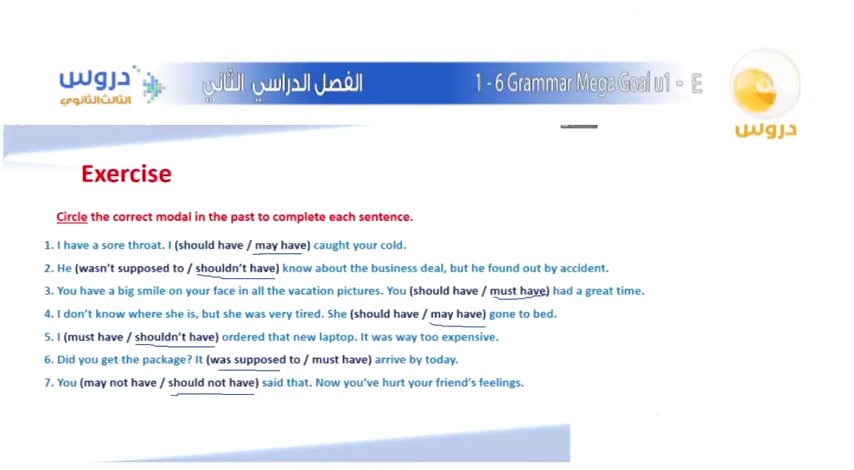 دروس
الثالث الثانوي
الفصل الدراسي الثاني
1 - 6 Grammar Mega Goal u1 - E
دروس
Exercise
Circle the correct modal in the past to complete each sentence.
1. I have a sore throat. I (should have / may have) caught your cold.
2. He (wasn't supposed to / shouldn't have) know about the business deal, but he found out by accident.
3. You have a big smile on your face in all the vacation pictures. You (should have / must have) had a great time.
4. I don't know where she is, but she was very tired. She (should have / may have) gone to bed.
5. I (must have / shouldn't have) ordered that new laptop. It was way too expensive.
6. Did you get the package? It (was supposed to / must have) arrive by today.
7. You (may not have / should not have) said that. Now you've hurt your friend's feelings.